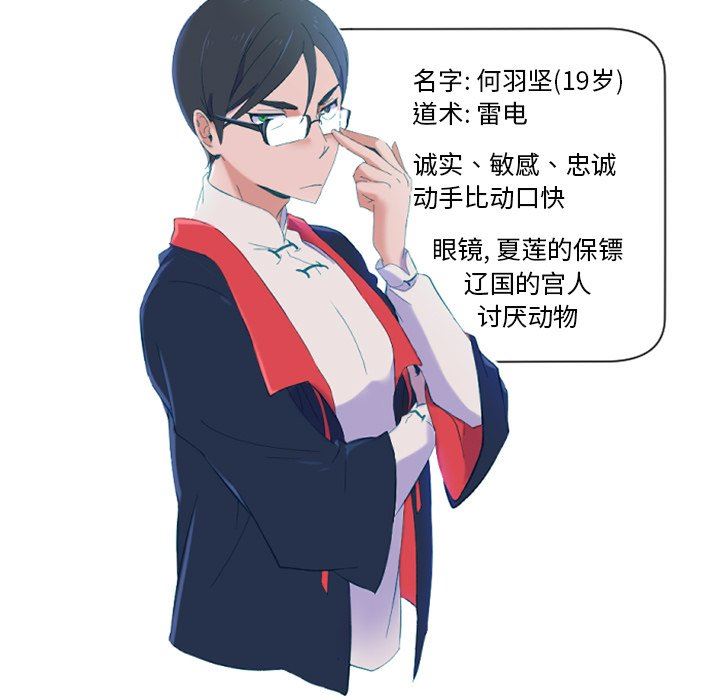 名字: 何羽坚(19岁)
道术: 雷电
诚实、敏感、忠诚
动手比动口快
眼镜, 夏莲的保镖
辽国的宫人
讨厌动物